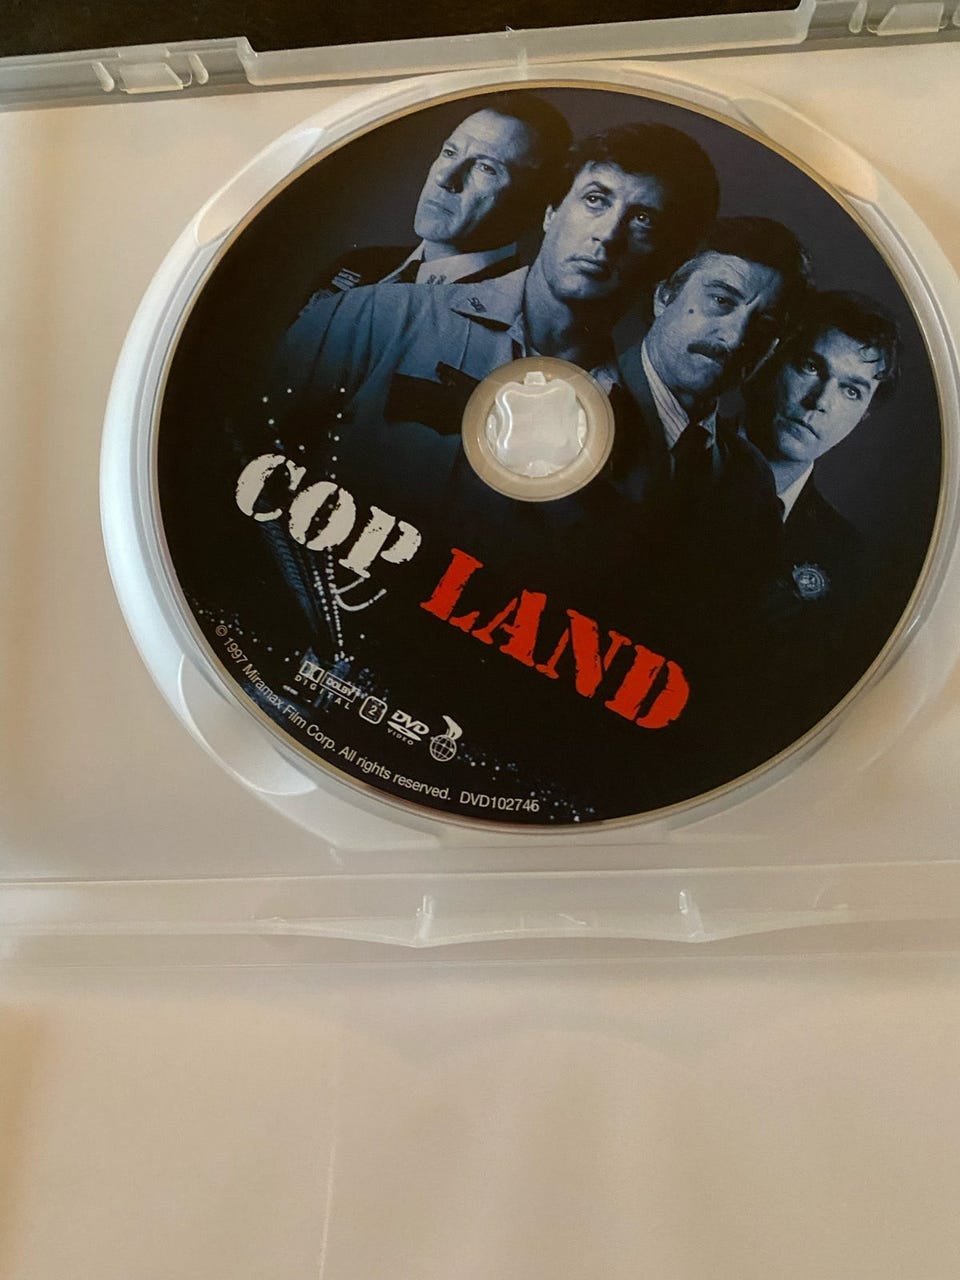 COP
LAND
DOLBY
DIGITAL
2
DVD
VIDEO
© 1997 Miramax Film Corp. All rights reserved. DVD102746